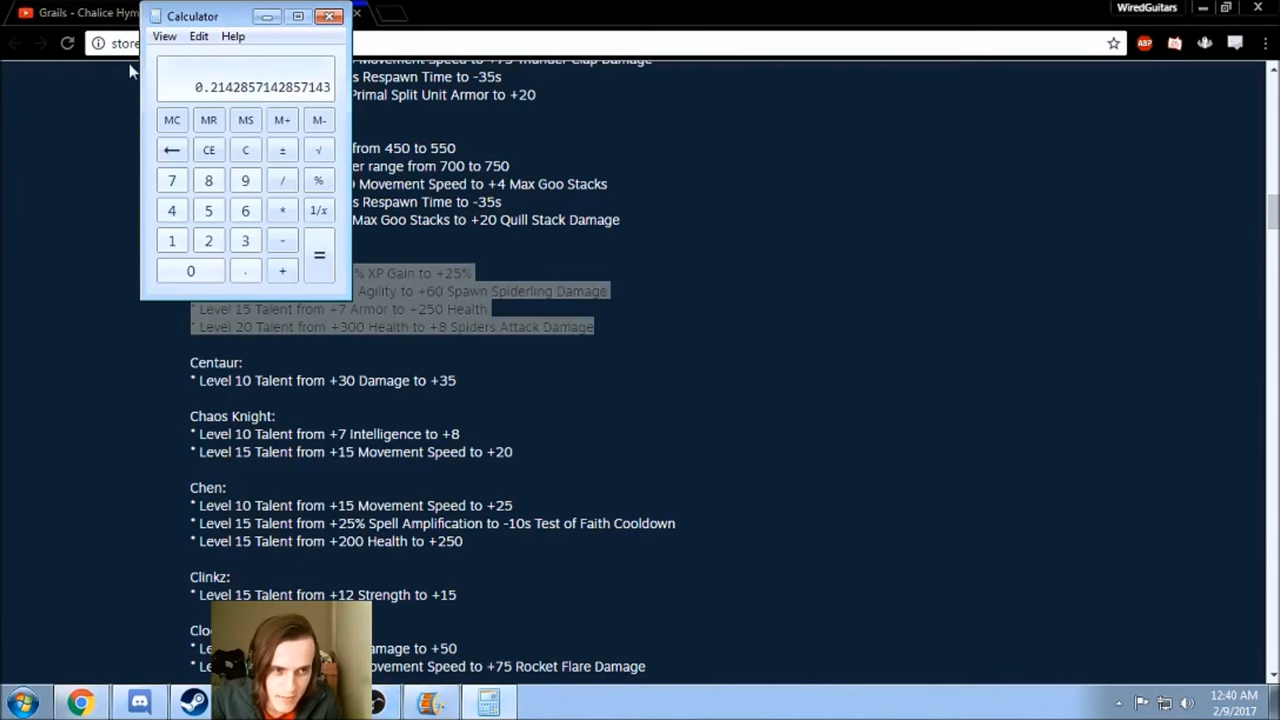 Grails - Chalice Hym
WiredGuitars
store
ABP
Calculator
View Edit Help
0.2142857142857143
MC MR MS M+ M-
← CE C ± √
7 8 9 / %
4 5 6 * 1/x
1 2 3 - =
0 . +
s Respawn Time to -35s
Primal Split Unit Armor to +20
from 450 to 550
er range from 700 to 750
Movement Speed to +4 Max Goo Stacks
s Respawn Time to -35s
Max Goo Stacks to +20 Quill Stack Damage
% XP Gain to +25%
Agility to +60 Spawn Spiderling Damage
* Level 15 Talent from +7 Armor to +250 Health
* Level 20 Talent from +300 Health to +8 Spiders Attack Damage
Centaur:
* Level 10 Talent from +30 Damage to +35
Chaos Knight:
* Level 10 Talent from +7 Intelligence to +8
* Level 15 Talent from +15 Movement Speed to +20
Chen:
* Level 10 Talent from +15 Movement Speed to +25
* Level 15 Talent from +25% Spell Amplification to -10s Test of Faith Cooldown
* Level 15 Talent from +200 Health to +250
Clinkz:
* Level 15 Talent from +12 Strength to +15
Clo
* Le amage to +50
* Lev ovement Speed to +75 Rocket Flare Damage
12:40 AM
2/9/2017